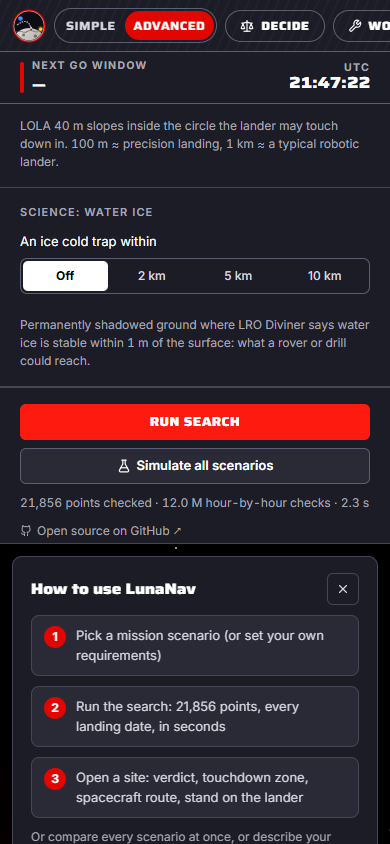 SIMPLE ADVANCED DECIDE WO
NEXT GO WINDOW
UTC
—
21:47:22
LOLA 40 m slopes inside the circle the lander may touch
down in. 100 m ≈ precision landing, 1 km ≈ a typical robotic
lander.
SCIENCE: WATER ICE
An ice cold trap within
Off 2 km 5 km 10 km
Permanently shadowed ground where LRO Diviner says water
ice is stable within 1 m of the surface: what a rover or drill
could reach.
RUN SEARCH
Simulate all scenarios
21,856 points checked · 12.0 M hour-by-hour checks · 2.3 s
Open source on GitHub ↗
How to use LunaNav
1 Pick a mission scenario (or set your own
requirements)
2 Run the search: 21,856 points, every
landing date, in seconds
3 Open a site: verdict, touchdown zone,
spacecraft route, stand on the lander
Or compare every scenario at once, or describe your